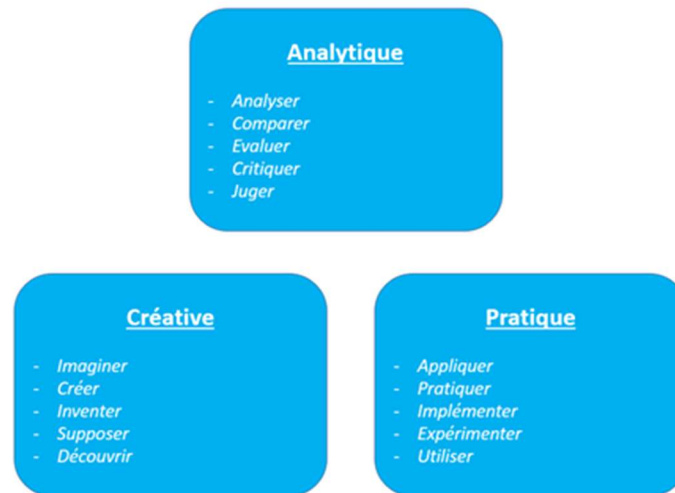 Analytique
- Analyser
- Comparer
- Evaluer
- Critiquer
- Juger
Créative
- Imaginer
- Créer
- Inventer
- Supposer
- Découvrir
Pratique
- Appliquer
- Pratiquer
- Implémenter
- Expérimenter
- Utiliser